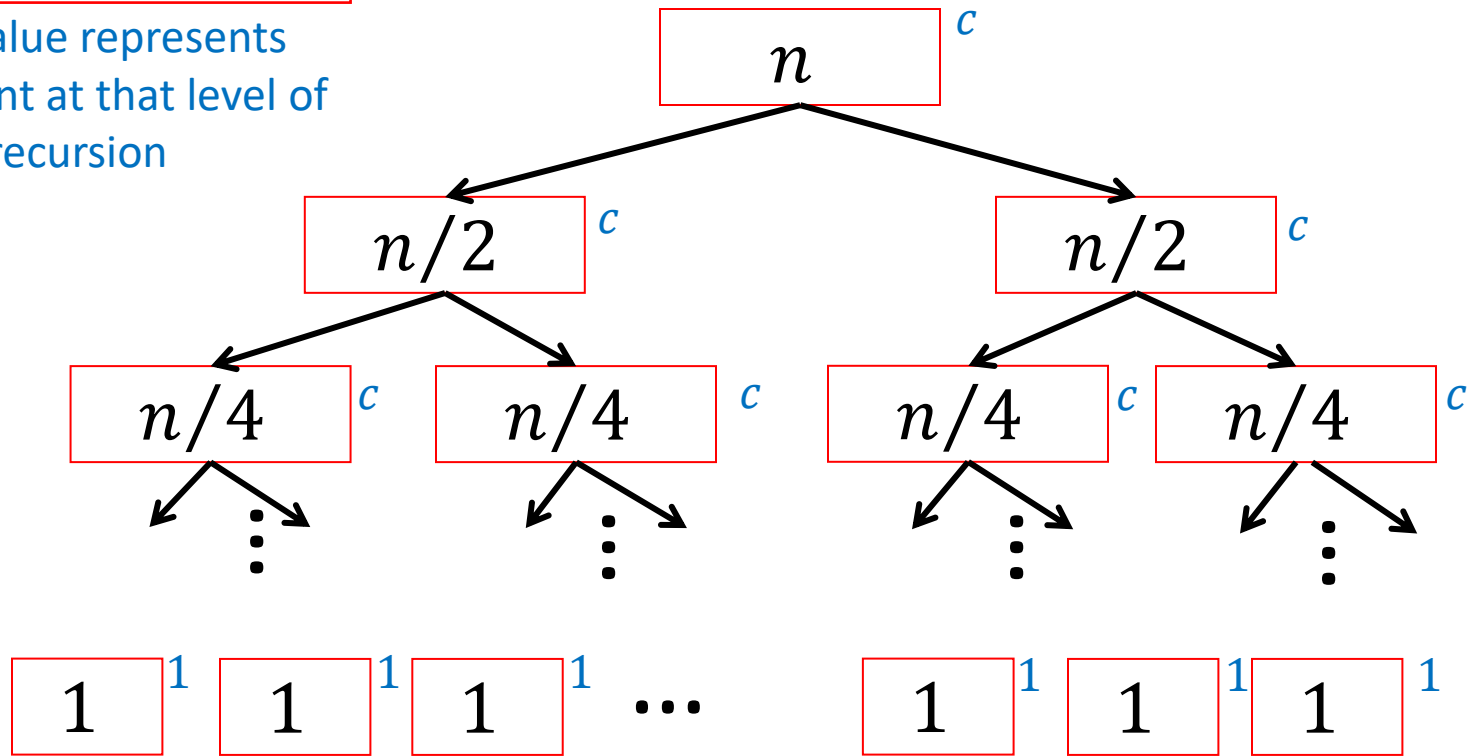 alue represents
nt at that level of
recursion
n c
n/2 c n/2 c
n/4 c n/4 c n/4 c n/4 c
1 1 1 1 1 1 … 1 1 1 1 1 1